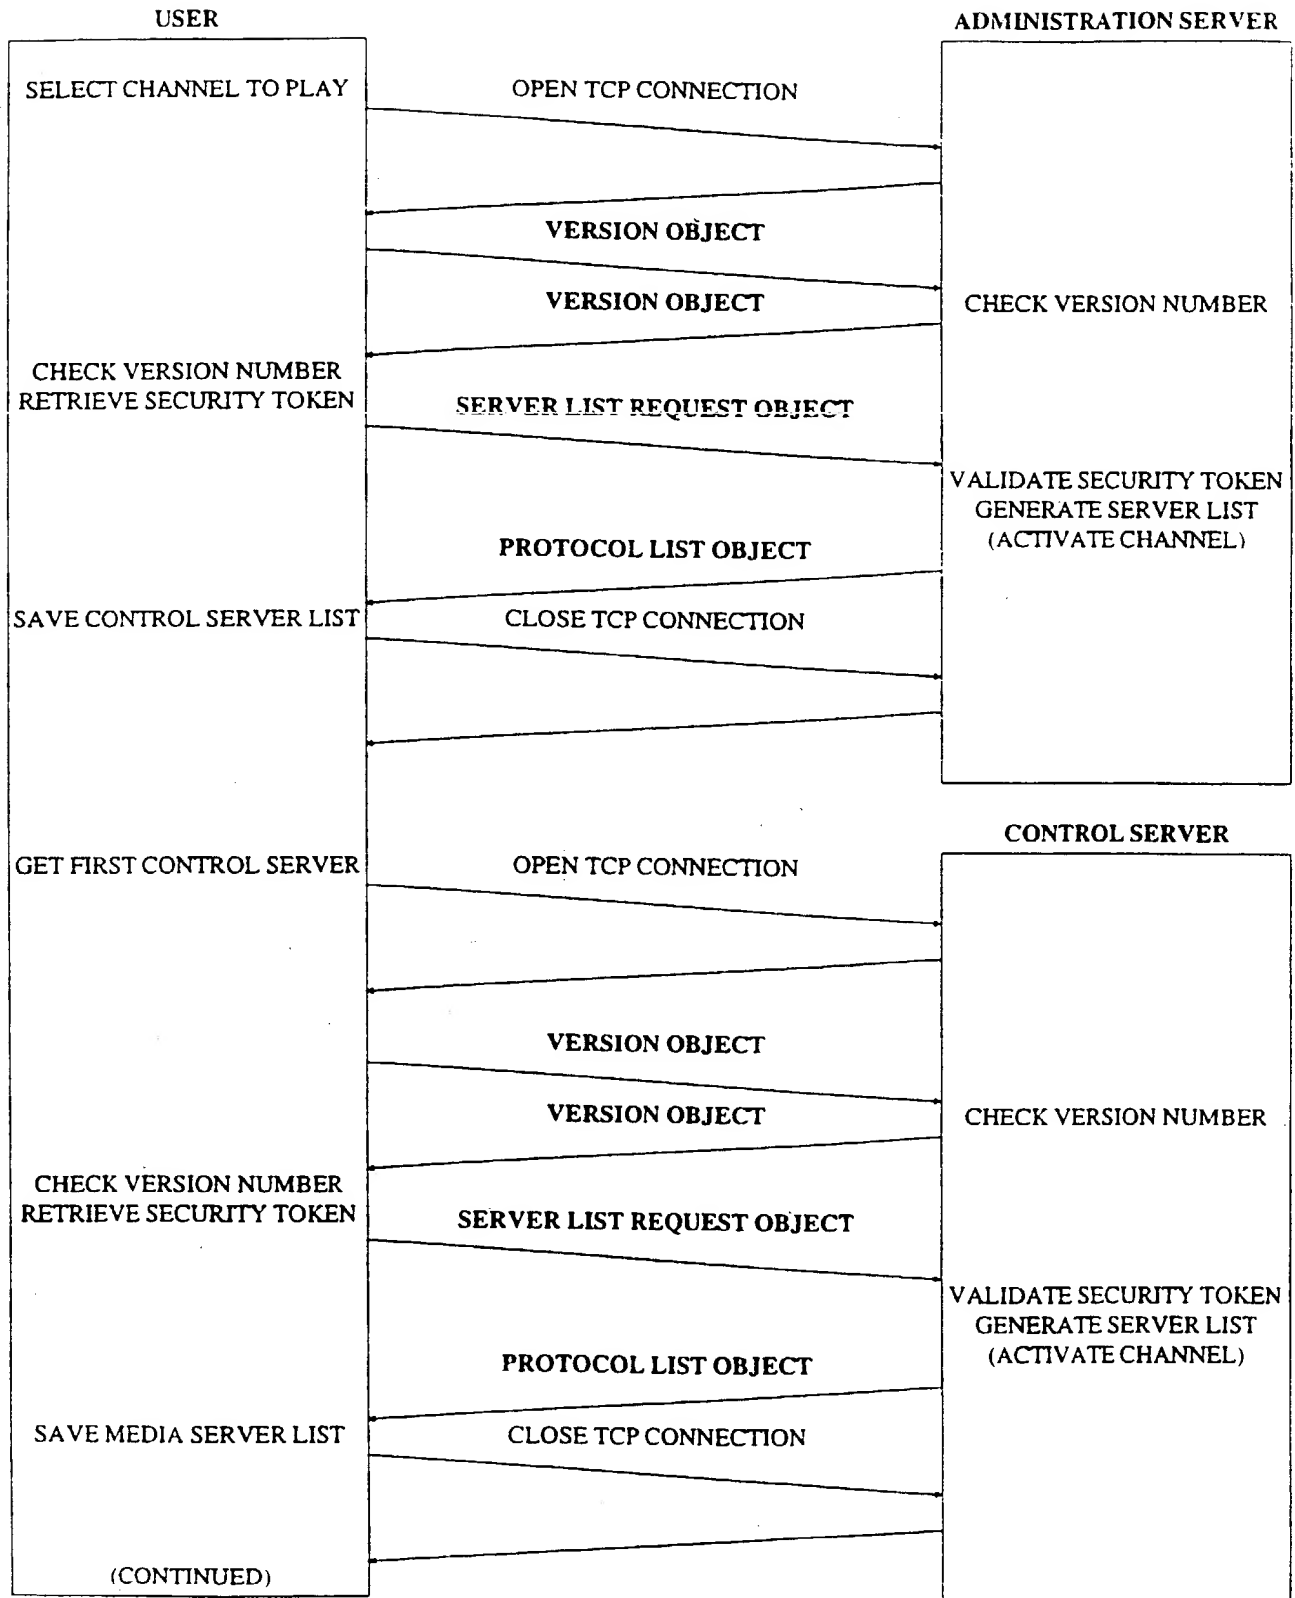 USER
ADMINISTRATION SERVER
SELECT CHANNEL TO PLAY
OPEN TCP CONNECTION
VERSION OBJECT
VERSION OBJECT
CHECK VERSION NUMBER
CHECK VERSION NUMBER
RETRIEVE SECURITY TOKEN
SERVER LIST REQUEST OBJECT
VALIDATE SECURITY TOKEN
GENERATE SERVER LIST
(ACTIVATE CHANNEL)
PROTOCOL LIST OBJECT
SAVE CONTROL SERVER LIST
CLOSE TCP CONNECTION
CONTROL SERVER
GET FIRST CONTROL SERVER
OPEN TCP CONNECTION
VERSION OBJECT
VERSION OBJECT
CHECK VERSION NUMBER
CHECK VERSION NUMBER
RETRIEVE SECURITY TOKEN
SERVER LIST REQUEST OBJECT
VALIDATE SECURITY TOKEN
GENERATE SERVER LIST
(ACTIVATE CHANNEL)
PROTOCOL LIST OBJECT
SAVE MEDIA SERVER LIST
CLOSE TCP CONNECTION
(CONTINUED)